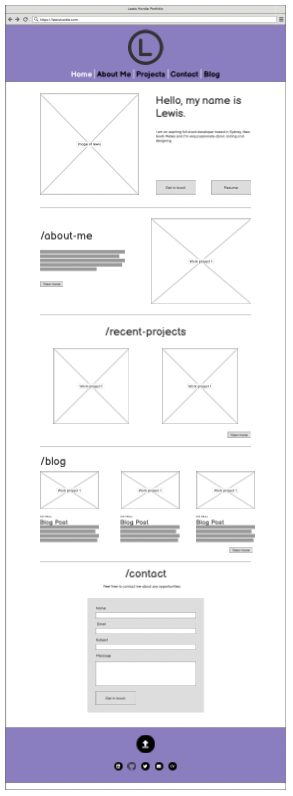 Lewis Kandie Portfolio
https://lewiskandie.com
L
Home About Me Projects Contact Blog
Image of lewis
Hello, my name is
Lewis.
I am an aspiring full stack developer based in Sydney, New
South Wales and I'm very passionate about coding and
designing.
Get in touch
Resume
/about-me
View more
Work project 1
/recent-projects
Work project 1
Work project 1
View more
/blog
Work project 1
Work project 1
Work project 1
Blog Post
Blog Post
Blog Post
View more
/contact
Feel free to contact me about any opportunities
Name
Email
Subject
Message
Get in touch